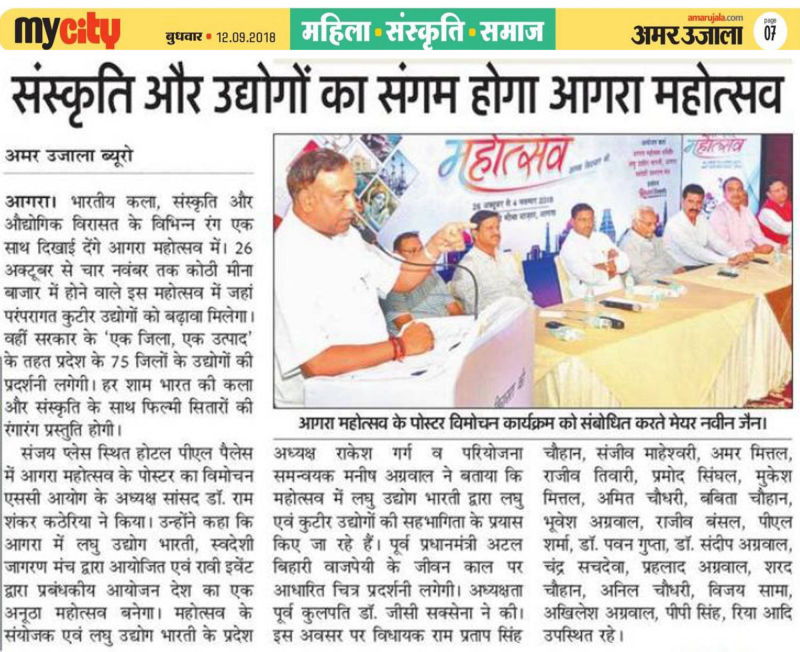 mycity
बुधवार • 12.09.2018
महिला • संस्कृति • समाज
amarujala.com
अमर उजाला
page
07
संस्कृति और उद्योगों का संगम होगा आगरा महोत्सव
अमर उजाला ब्यूरो
आगरा। भारतीय कला, संस्कृति और
औद्योगिक विरासत के विभिन्न रंग एक
साथ दिखाई देंगे आगरा महोत्सव में। 26
अक्टूबर से चार नवंबर तक कोठी मीना
बाजार में होने वाले इस महोत्सव में जहां
परंपरागत कुटीर उद्योगों को बढ़ावा मिलेगा।
वहीं सरकार के 'एक जिला, एक उत्पाद'
के तहत प्रदेश के 75 जिलों के उद्योगों की
प्रदर्शनी लगेगी। हर शाम भारत की कला
और संस्कृति के साथ फिल्मी सितारों की
रंगारंग प्रस्तुति होगी।
संजय प्लेस स्थित होटल पीएल पैलेस
में आगरा महोत्सव के पोस्टर का विमोचन
एससी आयोग के अध्यक्ष सांसद डॉ. राम
शंकर कठेरिया ने किया। उन्होंने कहा कि
आगरा में लघु उद्योग भारती, स्वदेशी
जागरण मंच द्वारा आयोजित एवं रावी इवेंट
द्वारा प्रबंधकीय आयोजन देश का एक
अनूठा महोत्सव बनेगा। महोत्सव के
संयोजक एवं लघु उद्योग भारती के प्रदेश
महोत्सव
26 अक्टूबर से 4 नवम्बर 2018
मीना बाजार, आगरा
महोत्सव
आगरा महोत्सव के पोस्टर विमोचन कार्यक्रम को संबोधित करते मेयर नवीन जैन।
अध्यक्ष राकेश गर्ग व परियोजना
समन्वयक मनीष अग्रवाल ने बताया कि
महोत्सव में लघु उद्योग भारती द्वारा लघु
एवं कुटीर उद्योगों की सहभागिता के प्रयास
किए जा रहे हैं। पूर्व प्रधानमंत्री अटल
बिहारी वाजपेयी के जीवन काल पर
आधारित चित्र प्रदर्शनी लगेगी। अध्यक्षता
पूर्व कुलपति डॉ. जीसी सक्सेना ने की।
इस अवसर पर विधायक राम प्रताप सिंह
चौहान, संजीव माहेश्वरी, अमर मित्तल,
राजीव तिवारी, प्रमोद सिंघल, मुकेश
मित्तल, अमित चौधरी, बबिता चौहान,
भूवेश अग्रवाल, राजीव बंसल, पीएल
शर्मा, डॉ. पवन गुप्ता, डॉ. संदीप अग्रवाल,
चंद्र सचदेवा, प्रहलाद अग्रवाल, शरद
चौहान, अनिल चौधरी, विजय सामा,
अखिलेश अग्रवाल, पीपी सिंह, रिया आदि
उपस्थित रहे।